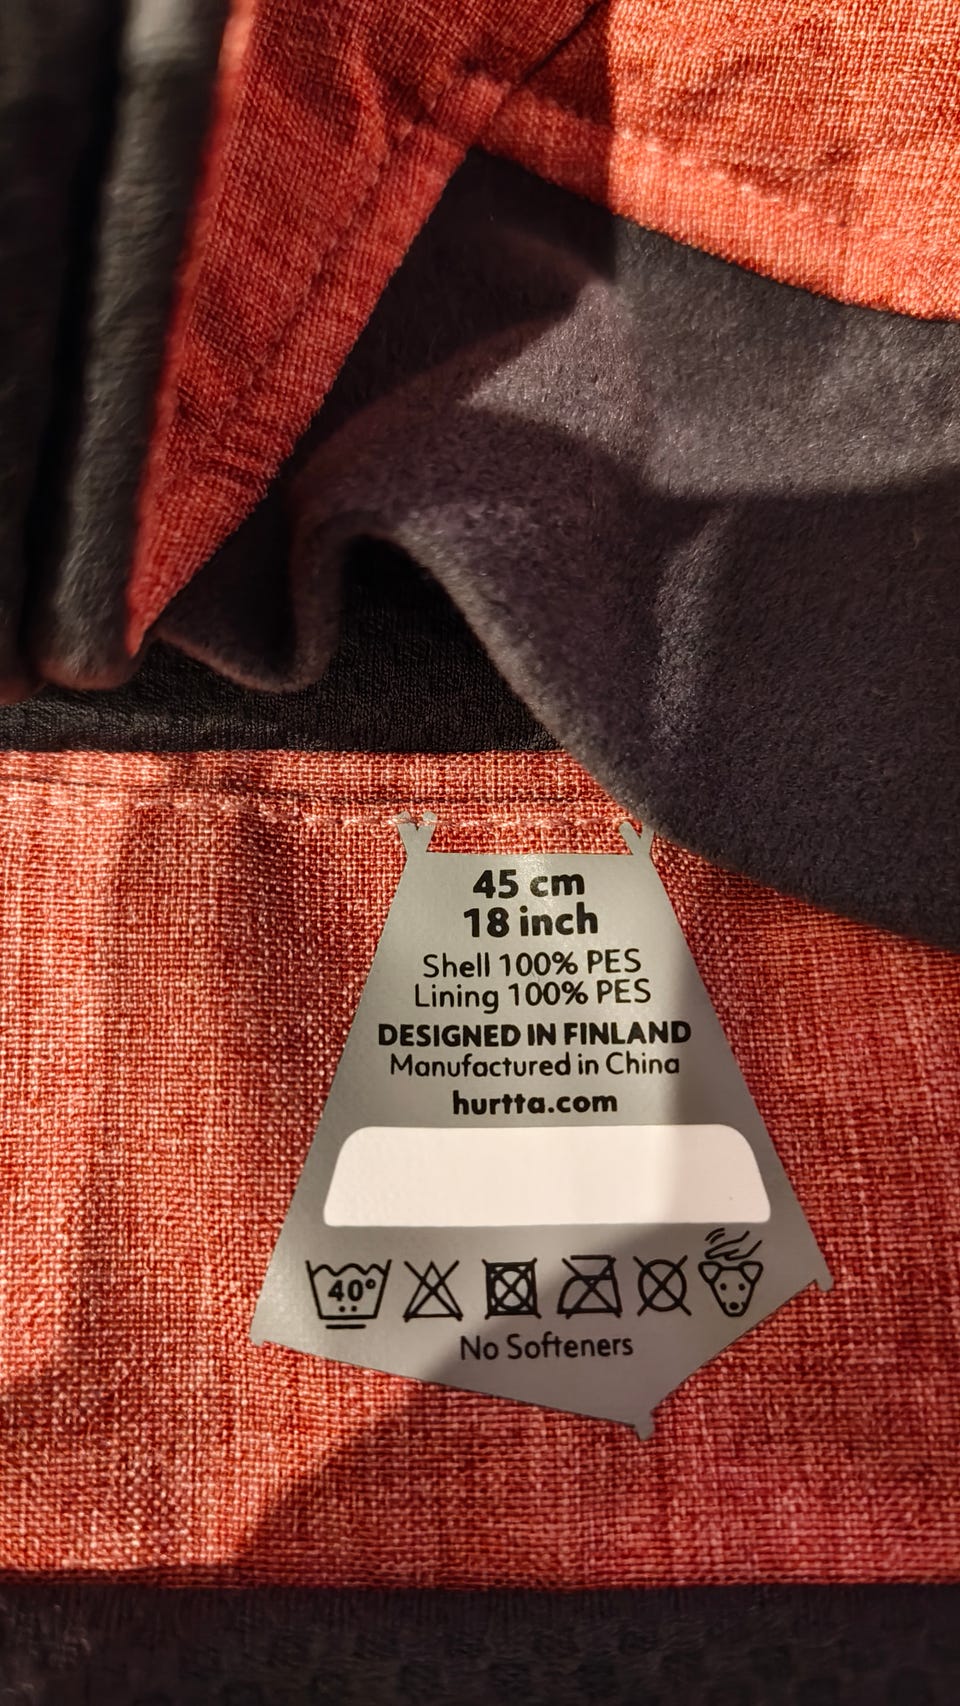 45 cm
18 inch
Shell 100% PES
Lining 100% PES
DESIGNED IN FINLAND
Manufactured in China
hurtta.com
40°
No Softeners